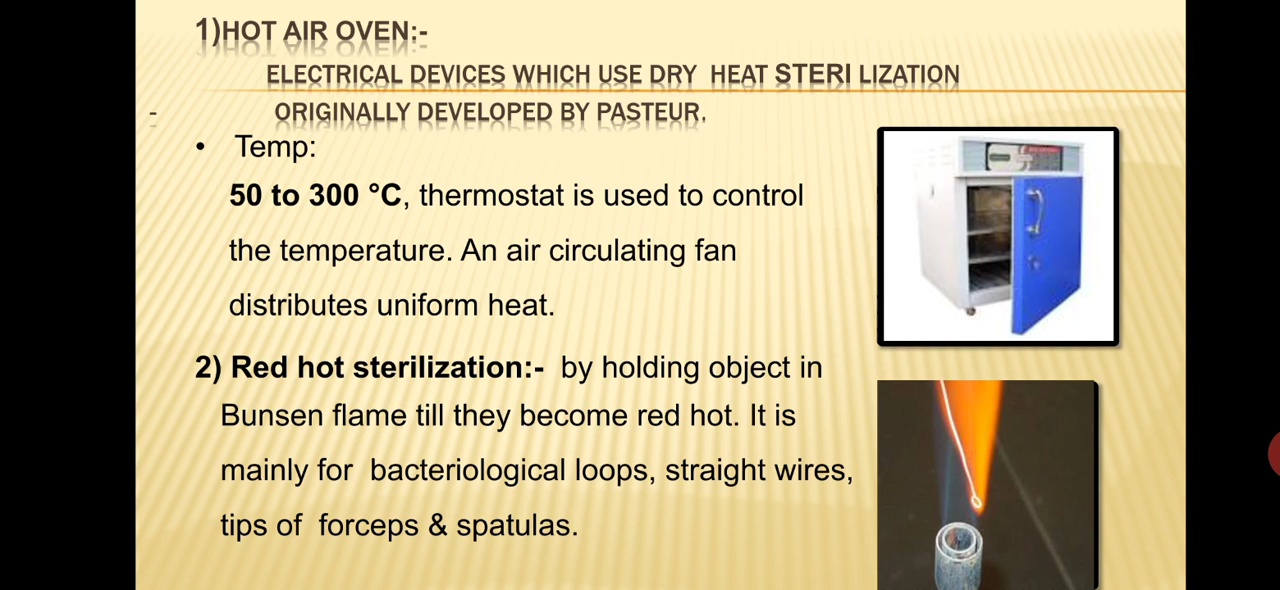 1)HOT AIR OVEN:-
ELECTRICAL DEVICES WHICH USE DRY HEAT STERI LIZATION
- ORIGINALLY DEVELOPED BY PASTEUR.
• Temp:
50 to 300 °C, thermostat is used to control
the temperature. An air circulating fan
distributes uniform heat.
2) Red hot sterilization:- by holding object in
Bunsen flame till they become red hot. It is
mainly for bacteriological loops, straight wires,
tips of forceps & spatulas.